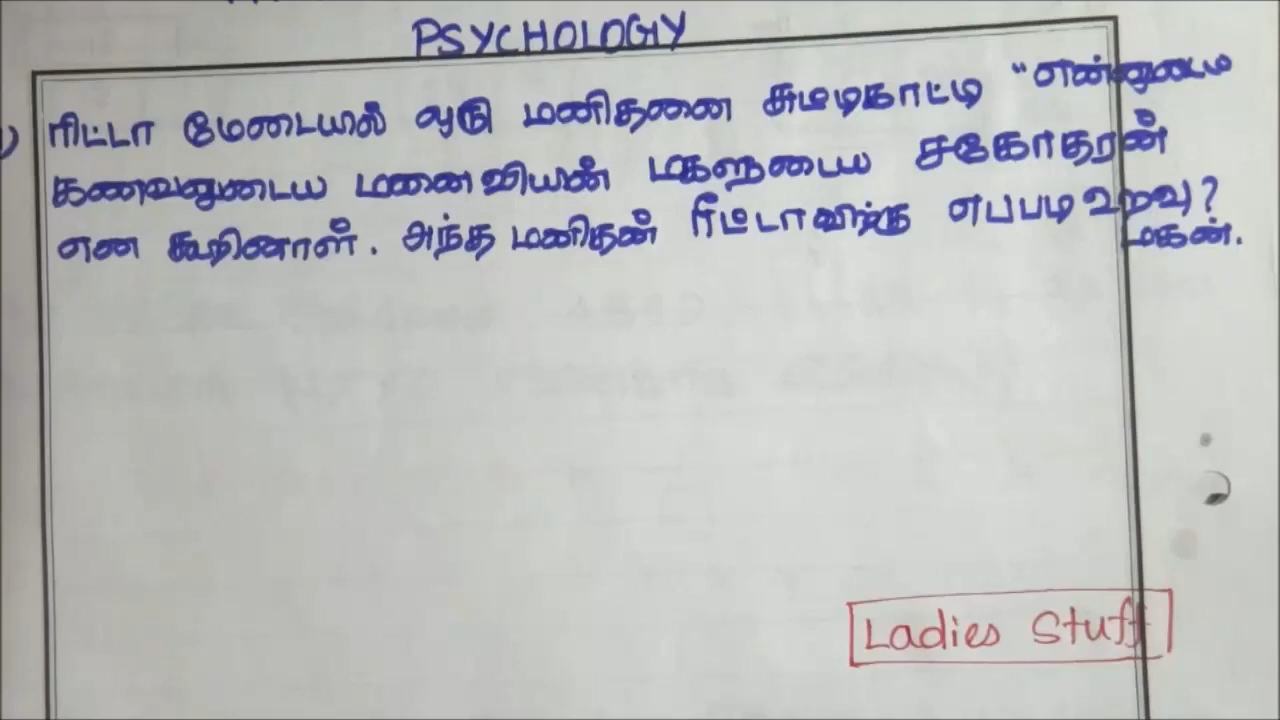 PSYCHOLOGY
ரிட்டா மேடையில் ஒரு மனிதனை சுட்டிகாட்டி "என்னுடைய
கணவனுடைய மனைவியின் மகளுடைய சகோதரன்
என கூறினாள். அந்த மனிதன் ரீட்டாவிற்கு எப்படி உறவு?
மகன்.
Ladies Stuff